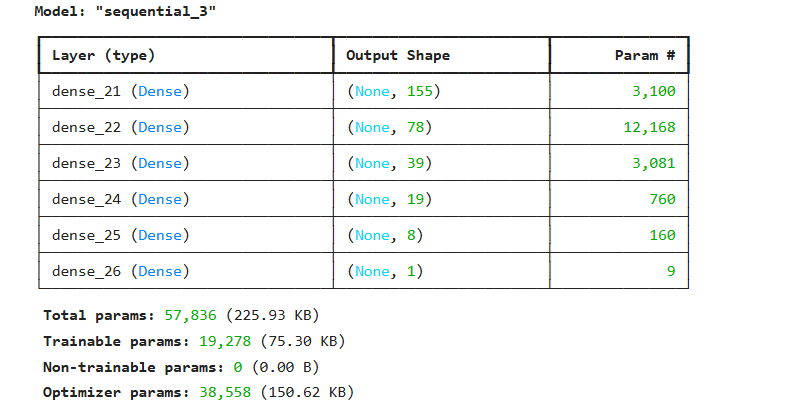 Model: "sequential_3"
Layer (type) Output Shape Param #
dense_21 (Dense) (None, 155) 3,100
dense_22 (Dense) (None, 78) 12,168
dense_23 (Dense) (None, 39) 3,081
dense_24 (Dense) (None, 19) 760
dense_25 (Dense) (None, 8) 160
dense_26 (Dense) (None, 1) 9
Total params: 57,836 (225.93 KB)
Trainable params: 19,278 (75.30 KB)
Non-trainable params: 0 (0.00 B)
Optimizer params: 38,558 (150.62 KB)